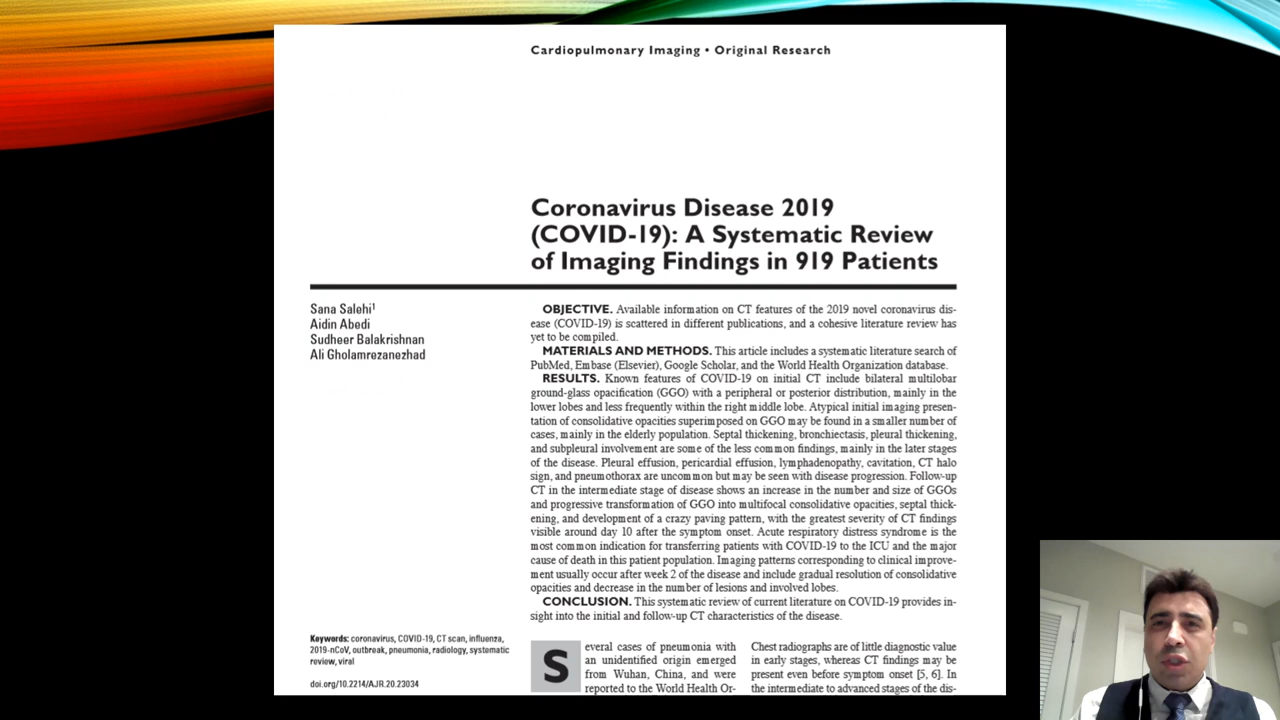 Cardiopulmonary Imaging • Original Research
Coronavirus Disease 2019
(COVID-19): A Systematic Review
of Imaging Findings in 919 Patients
Sana Salehi¹
Aidin Abedi
Sudheer Balakrishnan
Ali Gholamrezanezhad
OBJECTIVE. Available information on CT features of the 2019 novel coronavirus dis-
ease (COVID-19) is scattered in different publications, and a cohesive literature review has
yet to be compiled.
MATERIALS AND METHODS. This article includes a systematic literature search of
PubMed, Embase (Elsevier), Google Scholar, and the World Health Organization database.
RESULTS. Known features of COVID-19 on initial CT include bilateral multilobar
ground-glass opacification (GGO) with a peripheral or posterior distribution, mainly in the
lower lobes and less frequently within the right middle lobe. Atypical initial imaging presen-
tation of consolidative opacities superimposed on GGO may be found in a smaller number of
cases, mainly in the elderly population. Septal thickening, bronchiectasis, pleural thickening,
and subpleural involvement are some of the less common findings, mainly in the later stages
of the disease. Pleural effusion, pericardial effusion, lymphadenopathy, cavitation, CT halo
sign, and pneumothorax are uncommon but may be seen with disease progression. Follow-up
CT in the intermediate stage of disease shows an increase in the number and size of GGOs
and progressive transformation of GGO into multifocal consolidative opacities, septal thick-
ening, and development of a crazy paving pattern, with the greatest severity of CT findings
visible around day 10 after the symptom onset. Acute respiratory distress syndrome is the
most common indication for transferring patients with COVID-19 to the ICU and the major
cause of death in this patient population. Imaging patterns corresponding to clinical improve-
ment usually occur after week 2 of the disease and include gradual resolution of consolidative
opacities and decrease in the number of lesions and involved lobes.
CONCLUSION. This systematic review of current literature on COVID-19 provides in-
sight into the initial and follow-up CT characteristics of the disease.
Keywords: coronavirus, COVID-19, CT scan, influenza,
2019-nCoV, outbreak, pneumonia, radiology, systematic
review, viral
doi.org/10.2214/AJR.20.23034
Several cases of pneumonia with
an unidentified origin emerged
from Wuhan, China, and were
reported to the World Health Or-
Chest radiographs are of little diagnostic value
in early stages, whereas CT findings may be
present even before symptom onset [5, 6]. In
the intermediate to advanced stages of the dis-